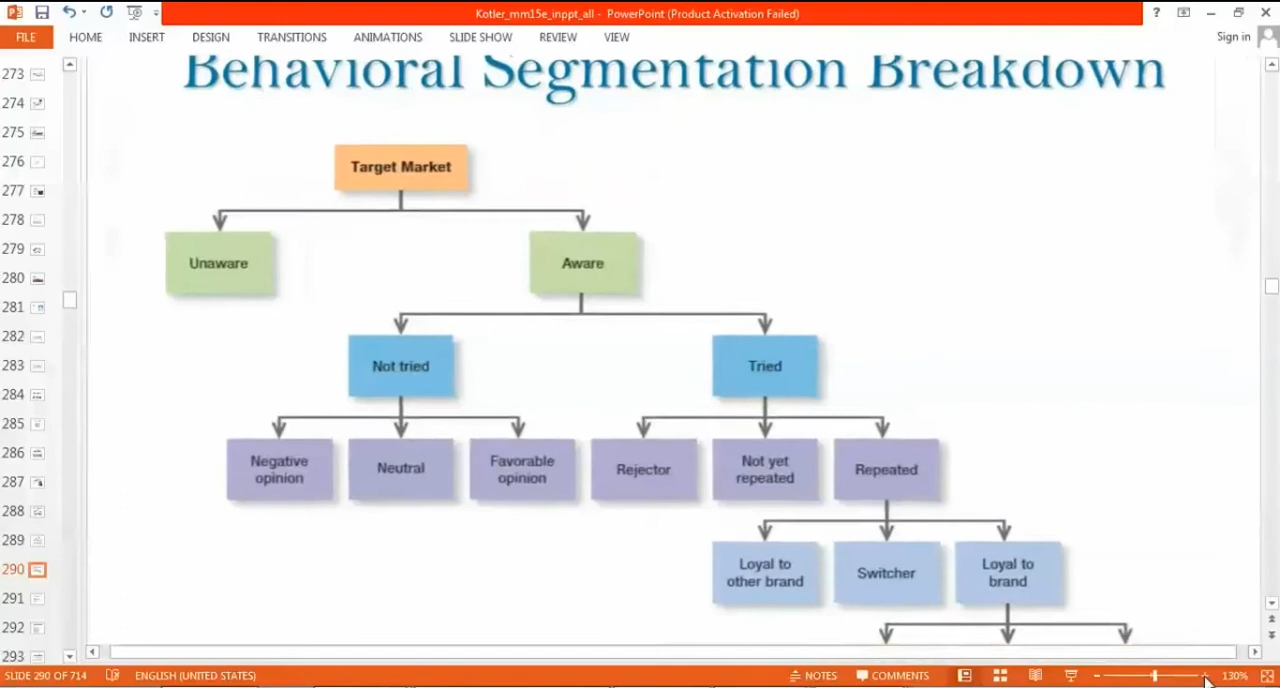 Kotler_mm15e_inppt_all - PowerPoint (Product Activation Failed)
?
FILE HOME INSERT DESIGN TRANSITIONS ANIMATIONS SLIDE SHOW REVIEW VIEW
Sign in
273
274
275
276
277
278
279
280
281
282
283
284
285
286
287
288
289
290
291
292
293
Behavioral Segmentation Breakdown
Target Market
Unaware
Aware
Not tried
Tried
Negative
opinion
Neutral
Favorable
opinion
Rejector
Not yet
repeated
Repeated
Loyal to
other brand
Switcher
Loyal to
brand
SLIDE 290 OF 714 ENGLISH (UNITED STATES) NOTES COMMENTS 130%